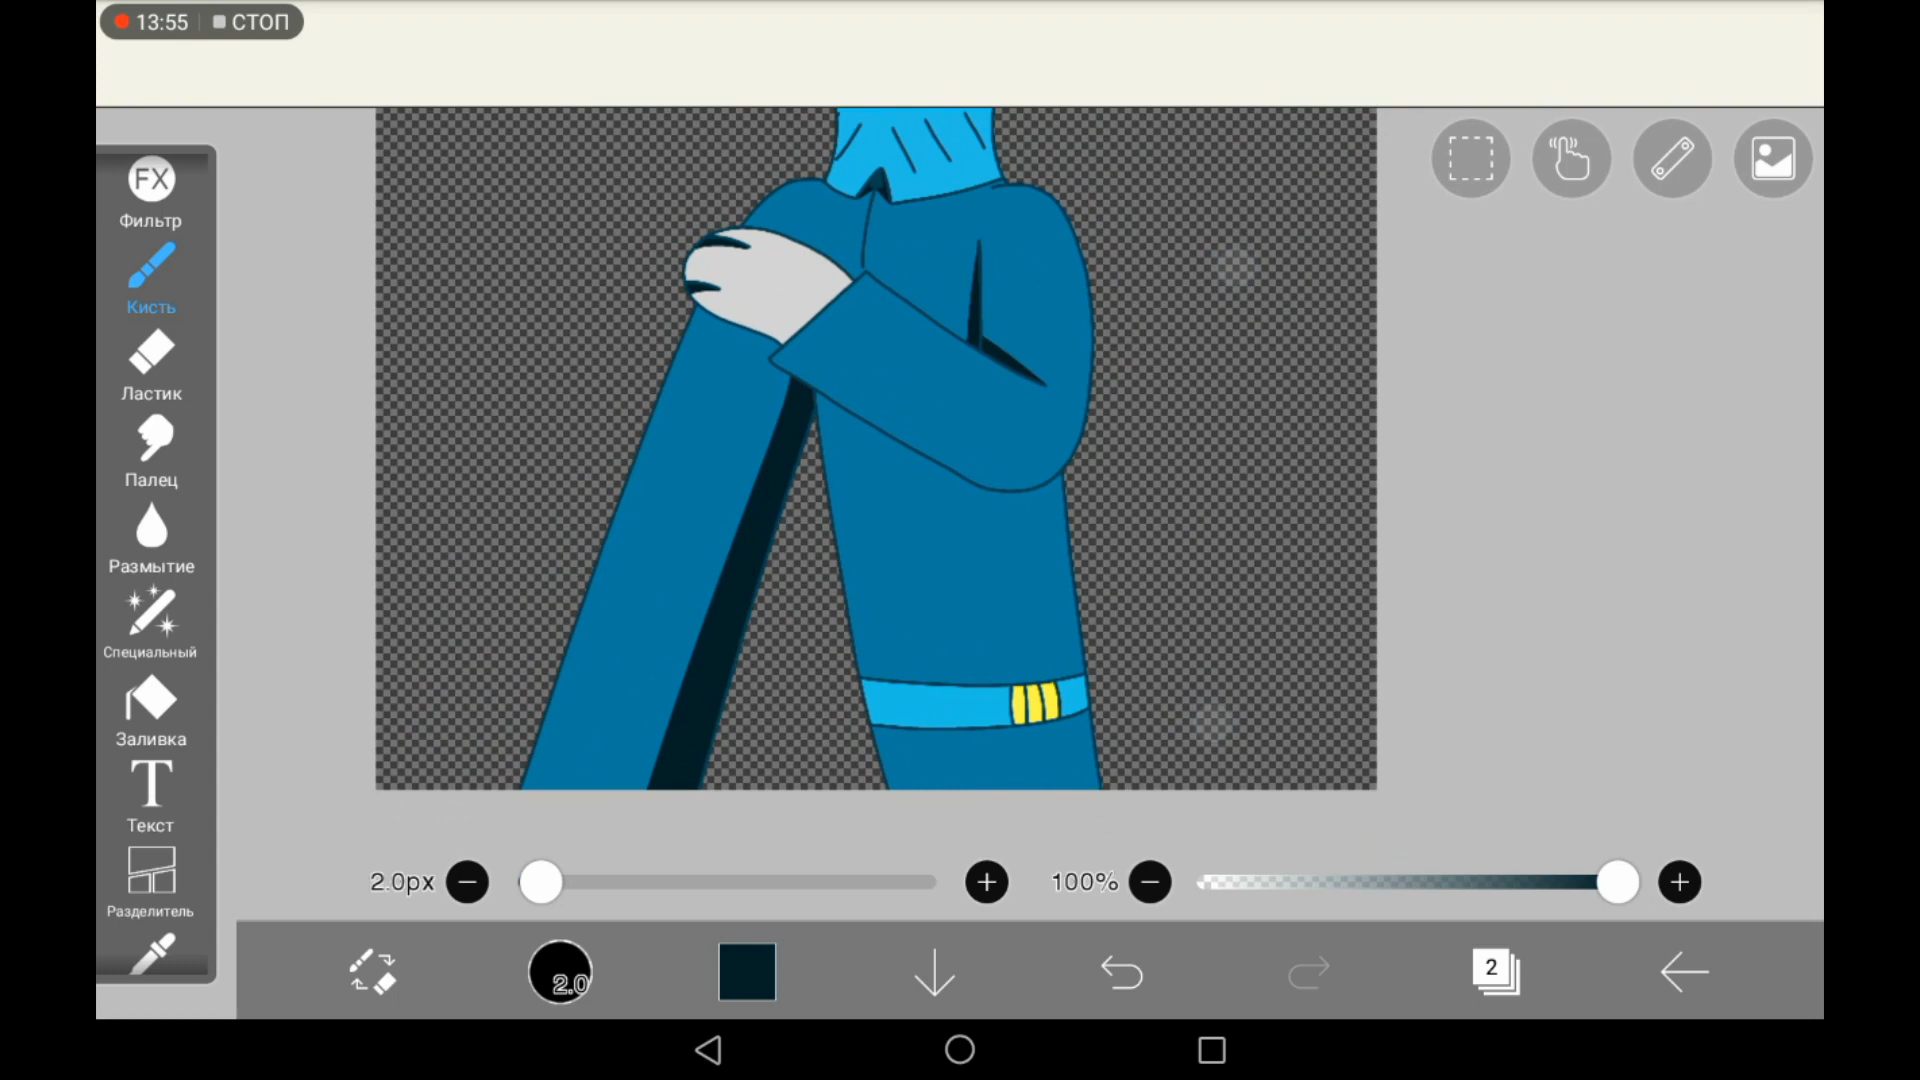 13:55 СТОП
FX
Фильтр
Кисть
Ластик
Палец
Размытие
Специальный
Заливка
T
Текст
Разделитель
2.0px
100%
2.0
2